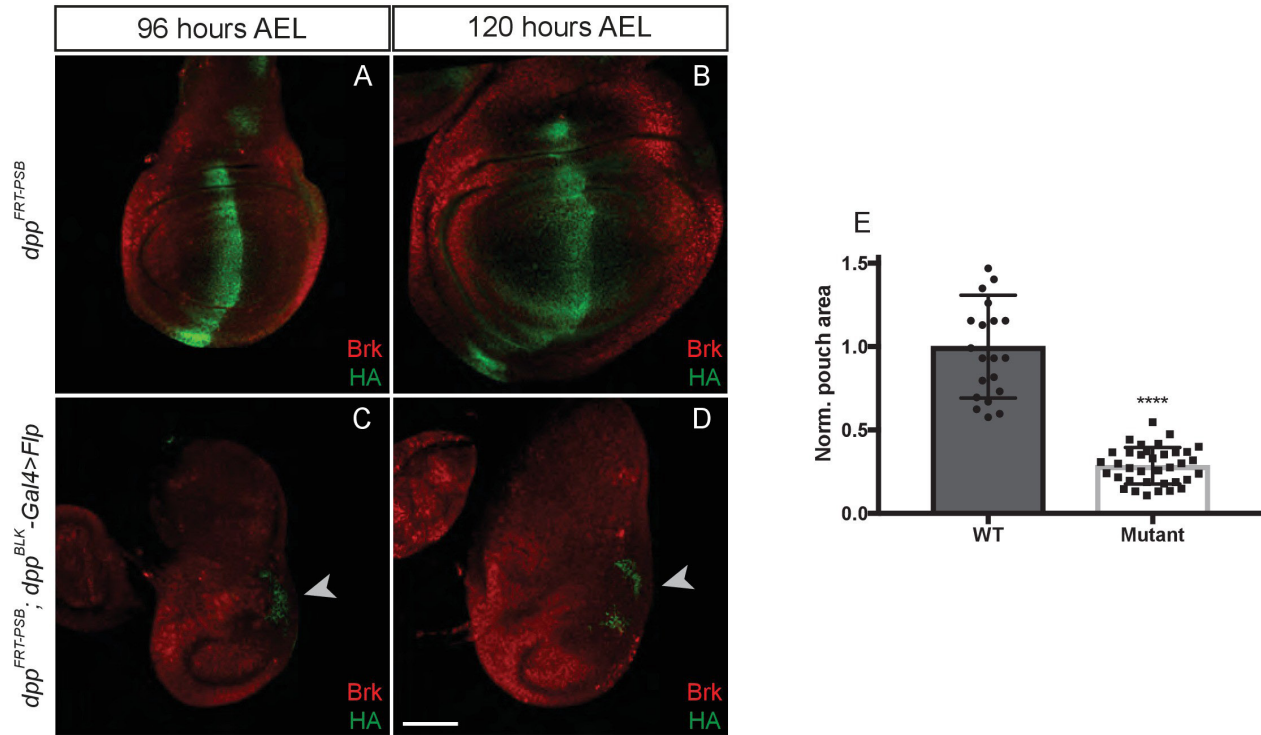 96 hours AEL
120 hours AEL
dpp^FRT-PSB
A
Brk
HA
B
Brk
HA
dpp^FRT-PSB; dpp^BLK-Gal4>Flp
C
Brk
HA
D
Brk
HA
E
Norm. pouch area
1.5
1.0
0.5
0.0
****
WT
Mutant